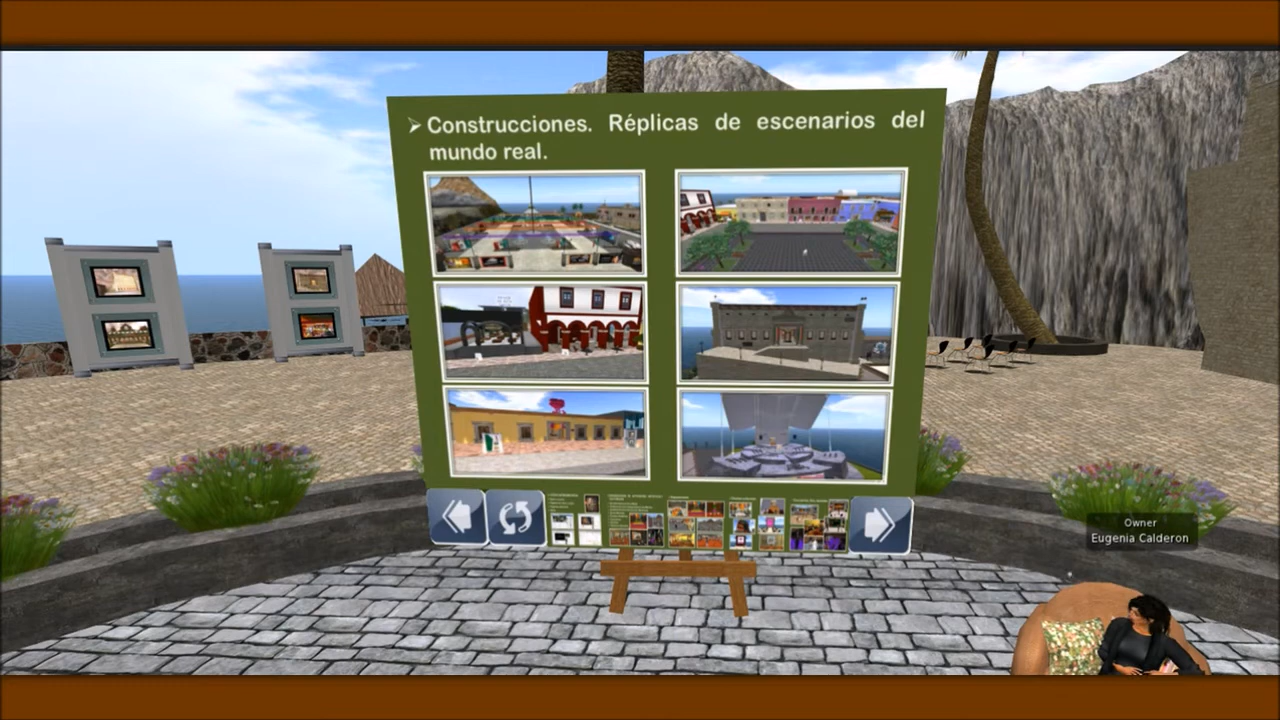 ➢ Construcciones. Réplicas de escenarios del
mundo real.
Owner
Eugenia Calderon